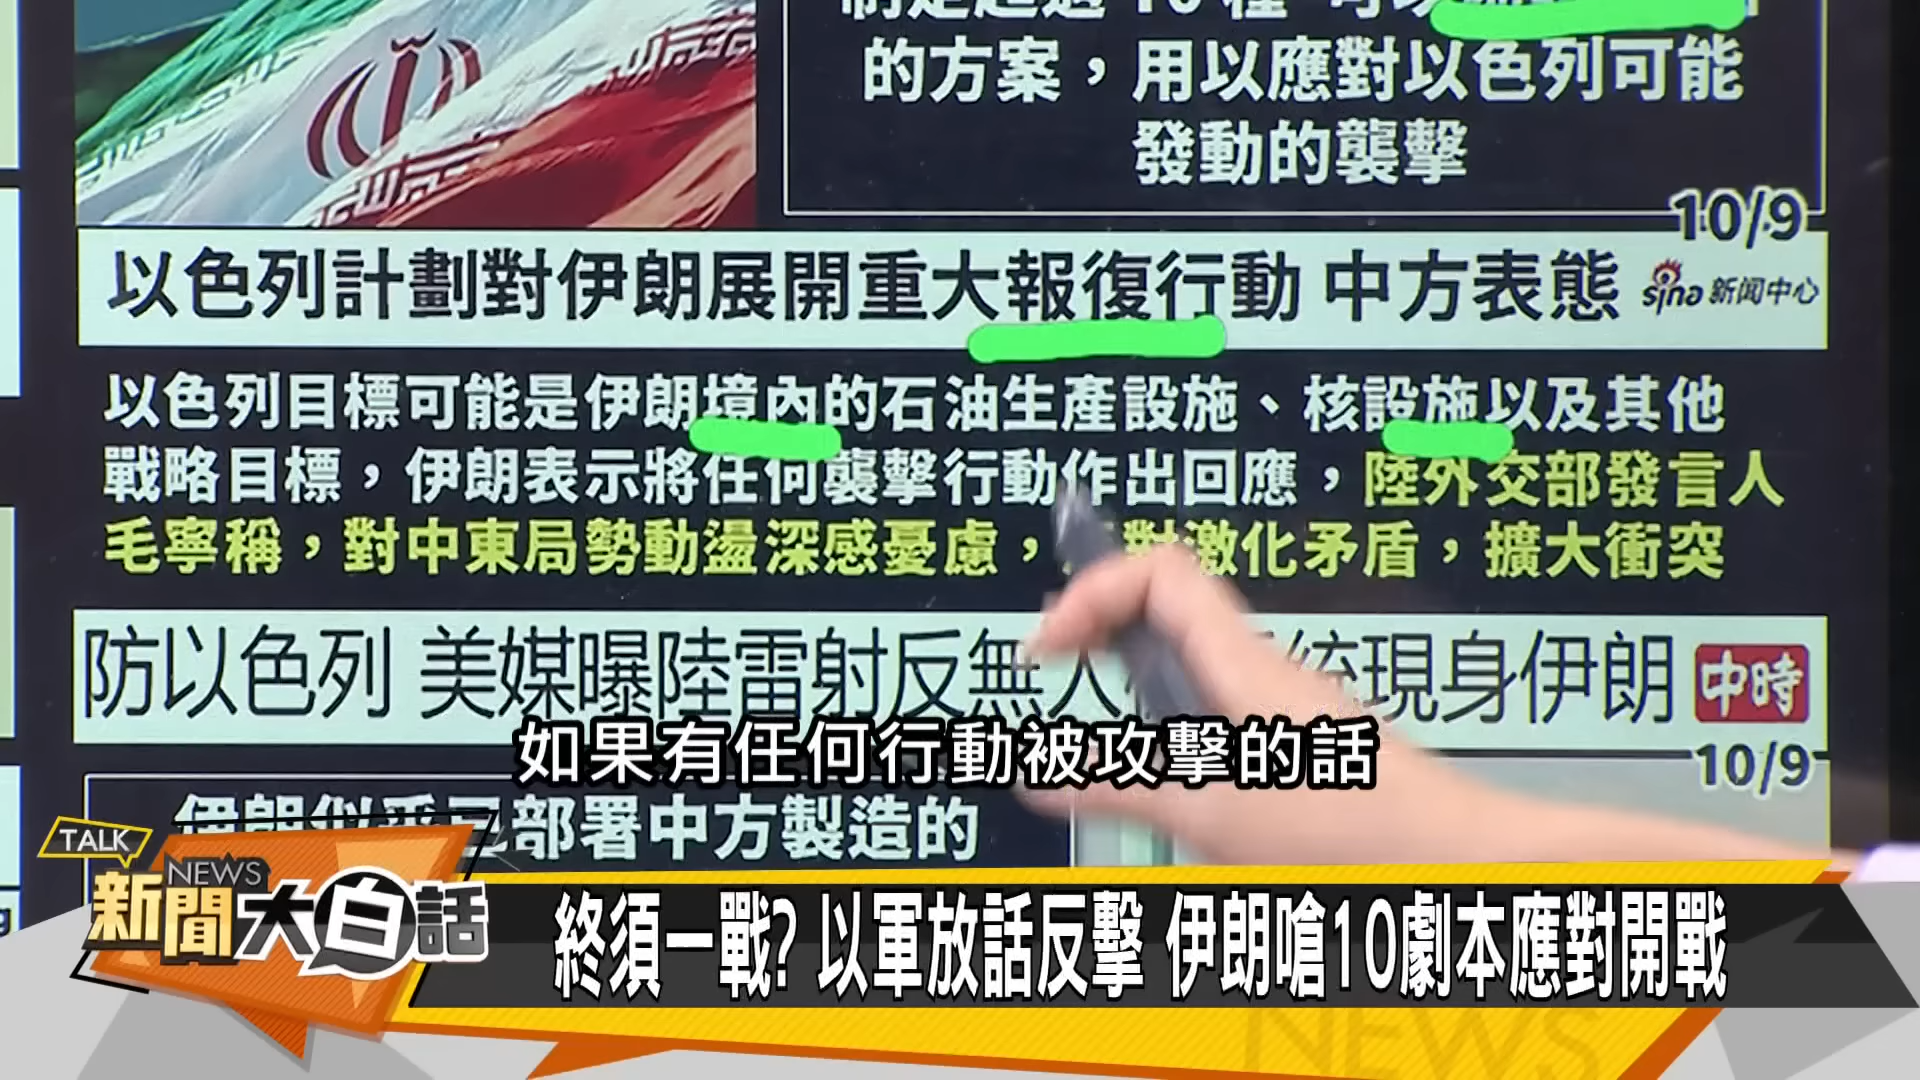 的方案，用以應對以色列可能
發動的襲擊
10/9
以色列計劃對伊朗展開重大報復行動 中方表態 sina 新闻中心
以色列目標可能是伊朗境內的石油生產設施、核設施以及其他
戰略目標，伊朗表示將任何襲擊行動作出回應，陸外交部發言人
毛寧稱，對中東局勢動盪深感憂慮，對激化矛盾，擴大衝突
防以色列 美媒曝陸雷射反無人 統現身伊朗 中時
10/9
如果有任何行動被攻擊的話
部署中方製造的
TALK
NEWS
新聞大白話
終須一戰? 以軍放話反擊 伊朗嗆10劇本應對開戰
NEWS